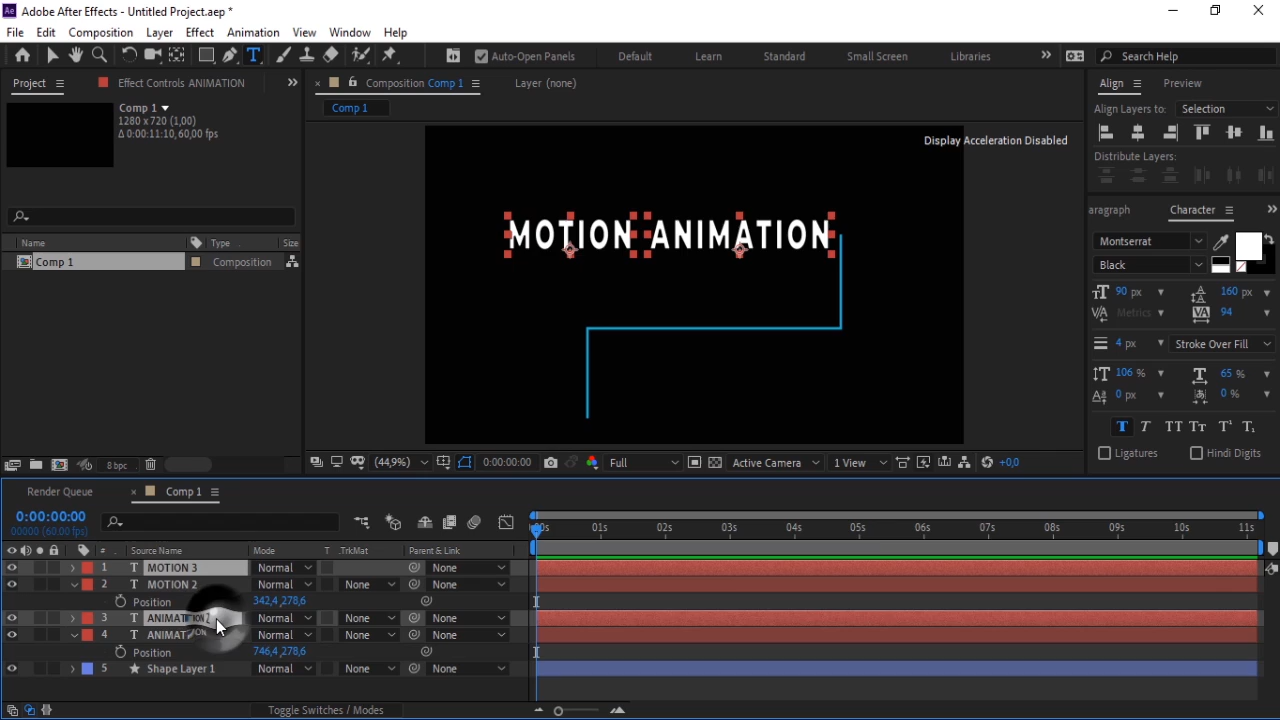 Ae Adobe After Effects - Untitled Project.aep *
File Edit Composition Layer Effect Animation View Window Help
Auto-Open Panels Default Learn Standard Small Screen Libraries Search Help
Project Effect Controls ANIMATION Composition Comp 1 Layer (none) Align Preview
Comp 1
1280 x 720 (1,00)
Δ 0:00:11:10, 60,00 fps
Comp 1
Display Acceleration Disabled
Align Layers to: Selection
Distribute Layers:
MOTION ANIMATION
aragraph Character
Montserrat
Black
Name Type Size
Comp 1 Composition
90 px 160 px
Metrics 94
4 px Stroke Over Fill
106 % 65 %
0 px 0 %
T T TT Tr T¹ T₁
Ligatures Hindi Digits
8 bpc
(44,9%) 0:00:00:00 Full Active Camera 1 View +0,0
Render Queue Comp 1
0:00:00:00
00000 (60.00 fps)
01s 02s 03s 04s 05s 06s 07s 08s 09s 10s 11s
# Source Name Mode T .TrkMat Parent & Link
1 T MOTION 3 Normal None
2 T MOTION 2 Normal None None
Position 342,4,278,6
3 T ANIMATION 2 Normal None None
4 T Normal None None
Position 746,4,278,6
5 Shape Layer 1 Normal None None
Toggle Switches / Modes